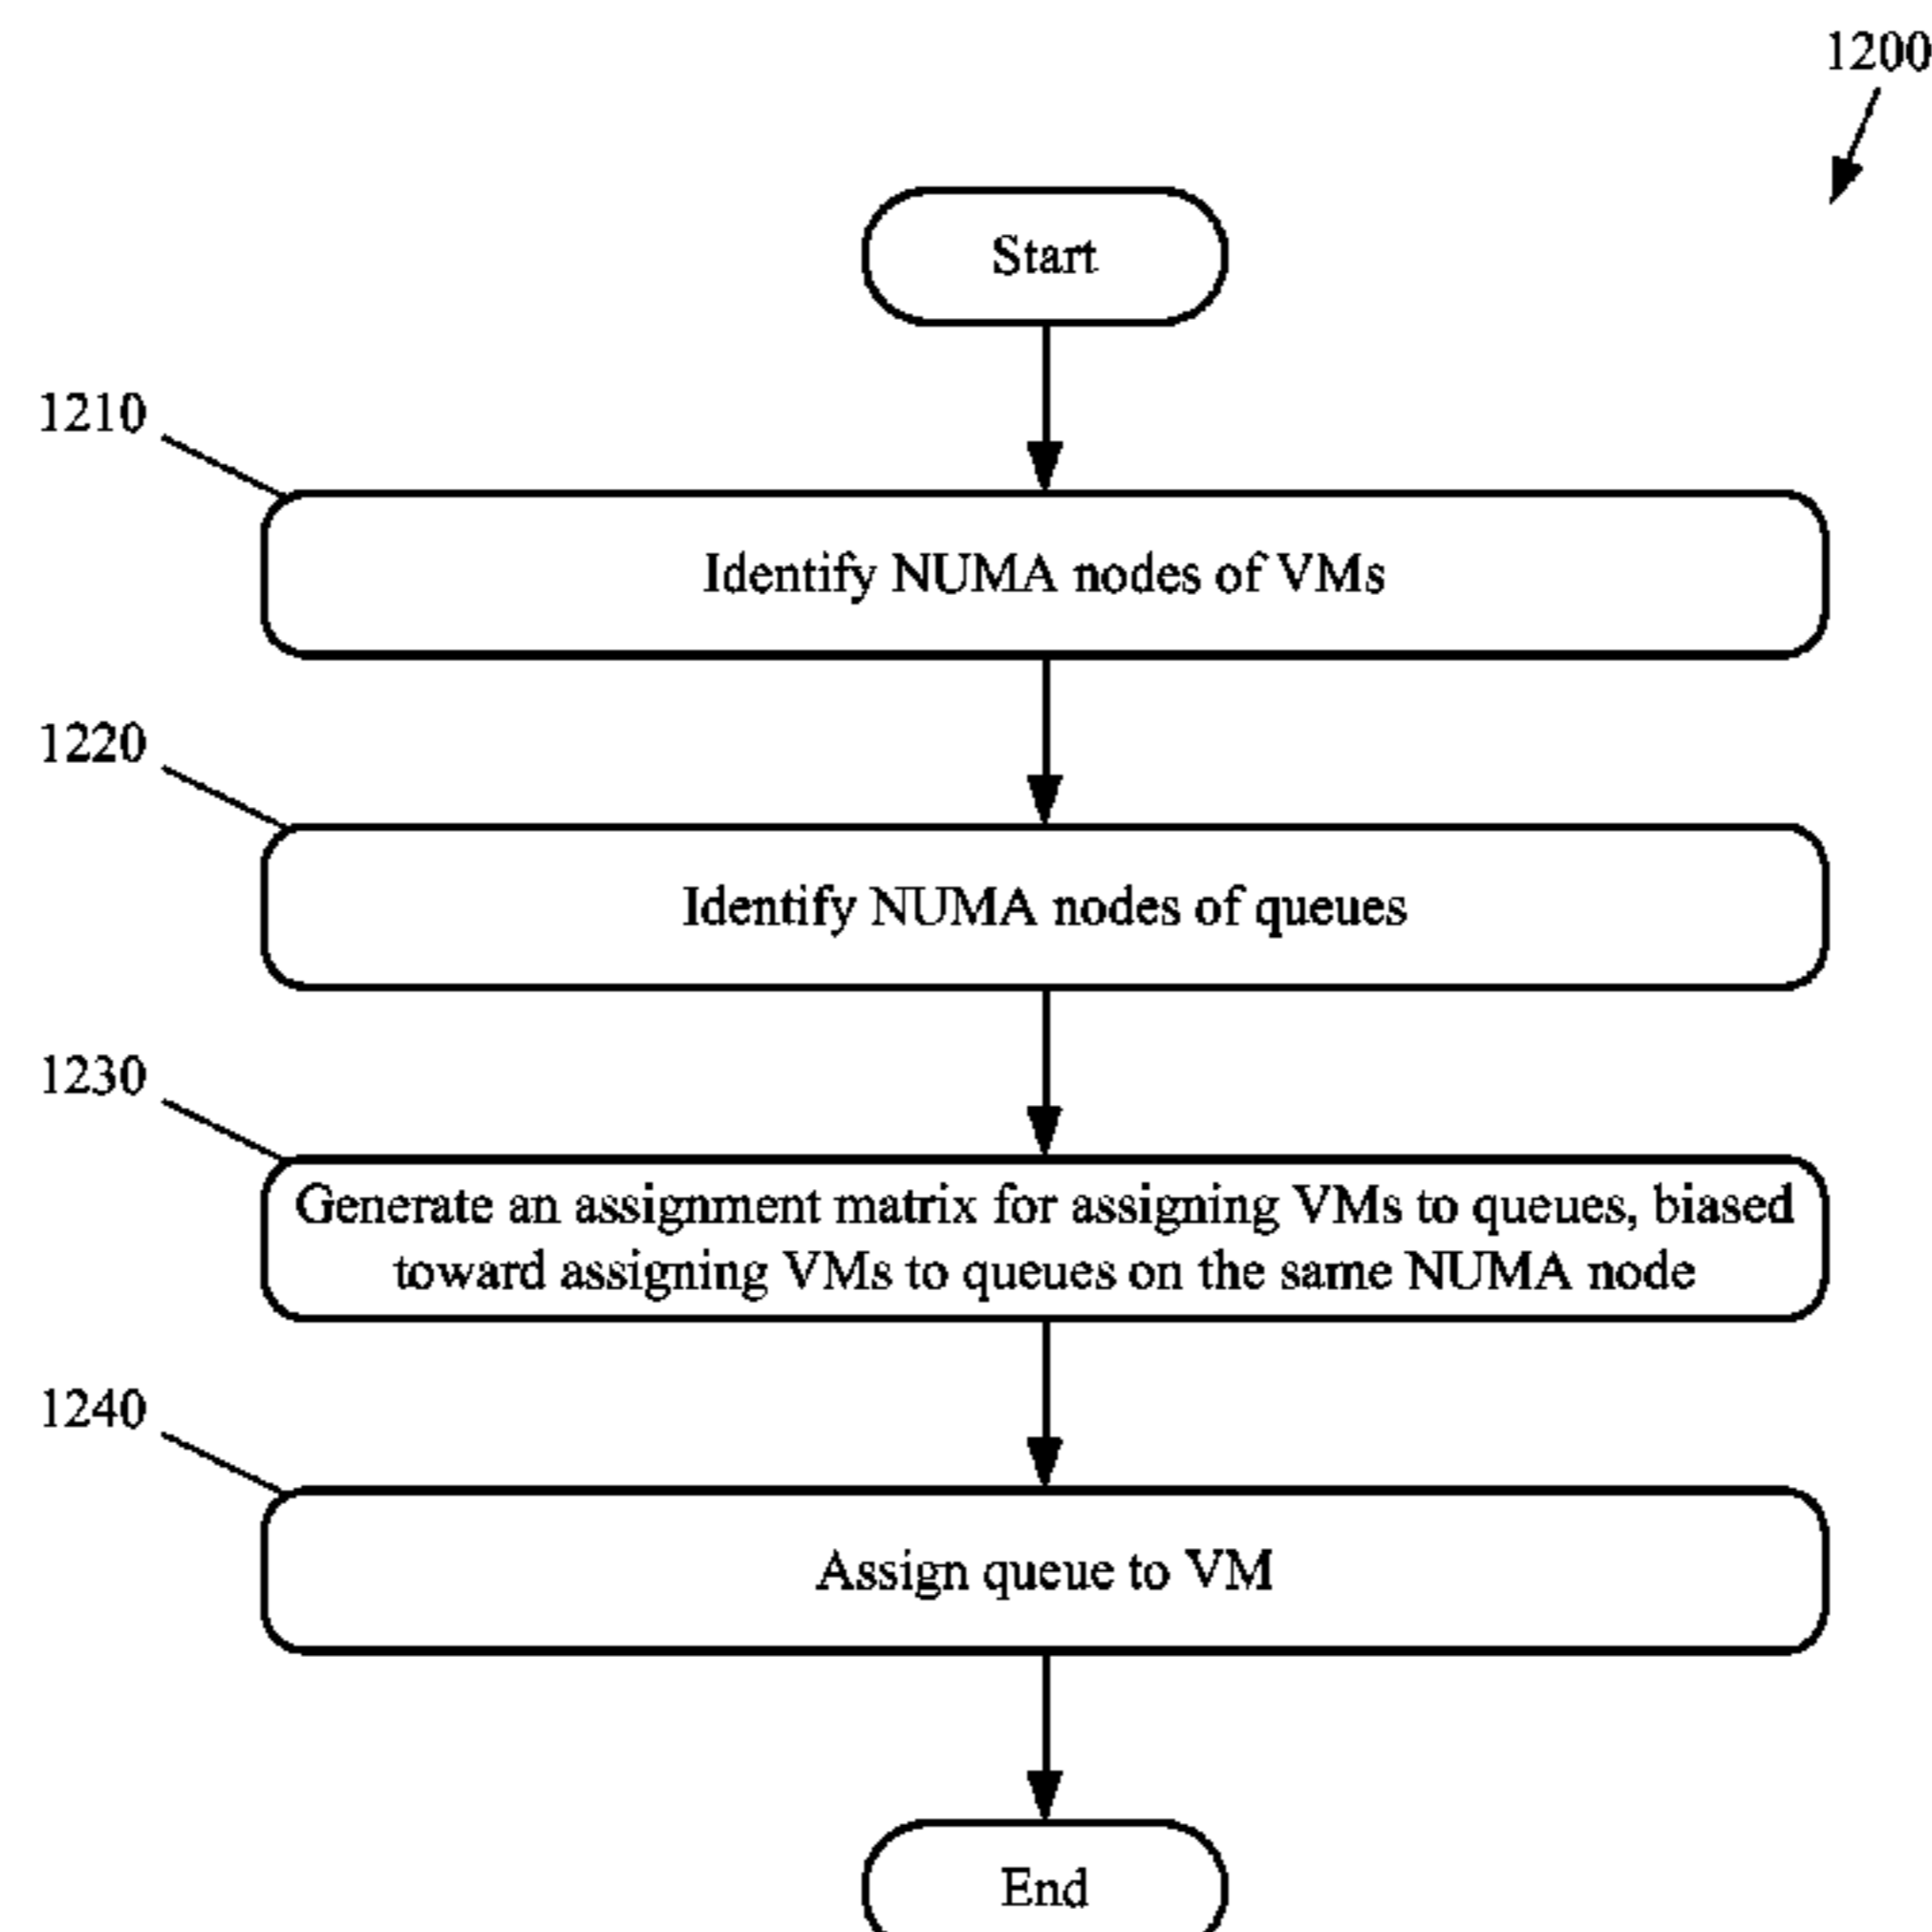 1200
Start
1210
Identify NUMA nodes of VMs
1220
Identify NUMA nodes of queues
1230
Generate an assignment matrix for assigning VMs to queues, biased
toward assigning VMs to queues on the same NUMA node
1240
Assign queue to VM
End